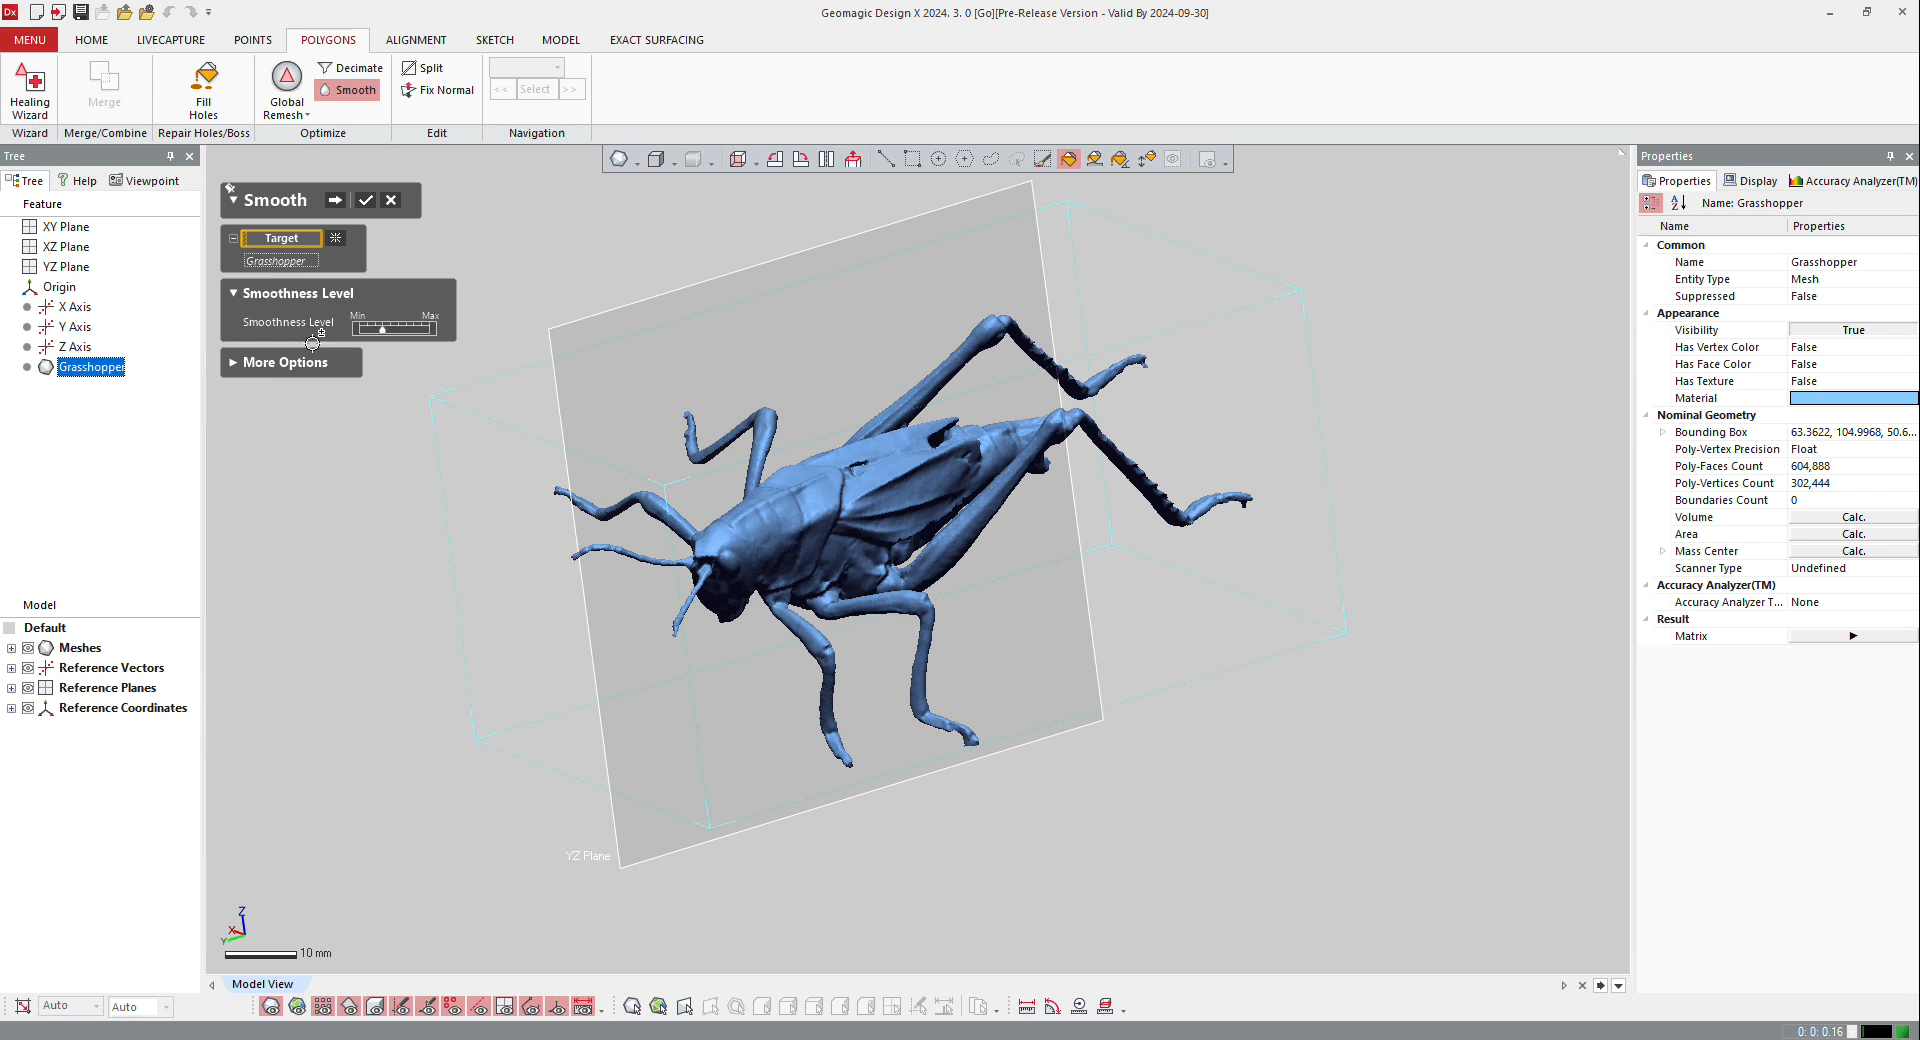 Dx
Geomagic Design X 2024. 3. 0 [Go][Pre-Release Version - Valid By 2024-09-30]
MENU HOME LIVECAPTURE POINTS POLYGONS ALIGNMENT SKETCH MODEL EXACT SURFACING
Healing Wizard
Merge
Fill Holes
Global Remesh
Decimate
Smooth
Split
Fix Normal
<< Select >>
Wizard Merge/Combine Repair Holes/Boss Optimize Edit Navigation
Tree
Tree Help Viewpoint
Feature
XY Plane
XZ Plane
YZ Plane
Origin
X Axis
Y Axis
Z Axis
Grasshopper
Model
Default
Meshes
Reference Vectors
Reference Planes
Reference Coordinates
Smooth
Target
Grasshopper
Smoothness Level
Min Max
Smoothness Level
More Options
YZ Plane
Z
X
Y
10 mm
Model View
Properties
Properties Display Accuracy Analyzer(TM)
A
Z
Name: Grasshopper
Name Properties
Common
Name Grasshopper
Entity Type Mesh
Suppressed False
Appearance
Visibility True
Has Vertex Color False
Has Face Color False
Has Texture False
Material
Nominal Geometry
Bounding Box 63.3622, 104.9968, 50.6...
Poly-Vertex Precision Float
Poly-Faces Count 604,888
Poly-Vertices Count 302,444
Boundaries Count 0
Volume Calc.
Area Calc.
Mass Center Calc.
Scanner Type Undefined
Accuracy Analyzer(TM)
Accuracy Analyzer T... None
Result
Matrix
Auto Auto
0: 0: 0.16